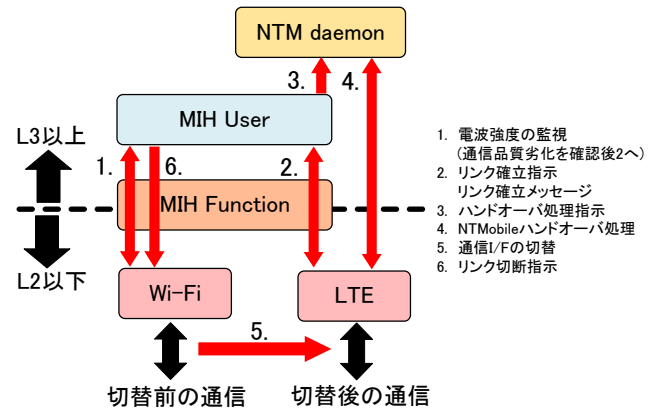 NTM daemon
3.
4.
MIH User
L3以上
1.
6.
2.
MIH Function
L2以下
Wi-Fi
LTE
5.
切替前の通信
切替後の通信
1. 電波強度の監視
(通信品質劣化を確認後2へ)
2. リンク確立指示
リンク確立メッセージ
3. ハンドオーバ処理指示
4. NTMobileハンドオーバ処理
5. 通信I/Fの切替
6. リンク切断指示